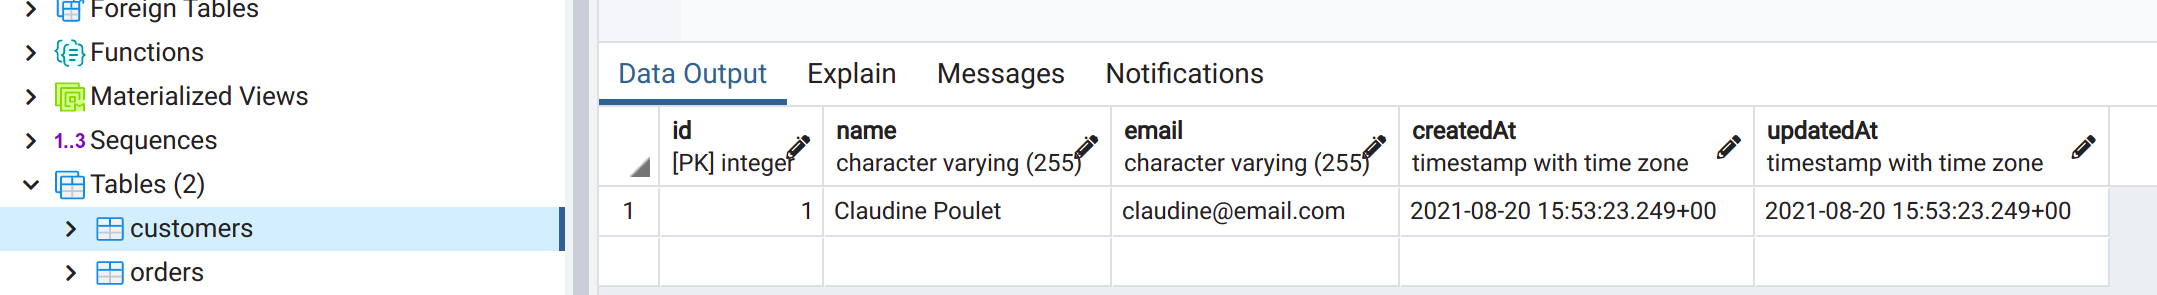 Foreign Tables
Functions
Materialized Views
1..3 Sequences
Tables (2)
customers
orders
Data Output Explain Messages Notifications
id name email createdAt updatedAt
[PK] integer character varying (255) character varying (255) timestamp with time zone timestamp with time zone
1 1 Claudine Poulet claudine@email.com 2021-08-20 15:53:23.249+00 2021-08-20 15:53:23.249+00